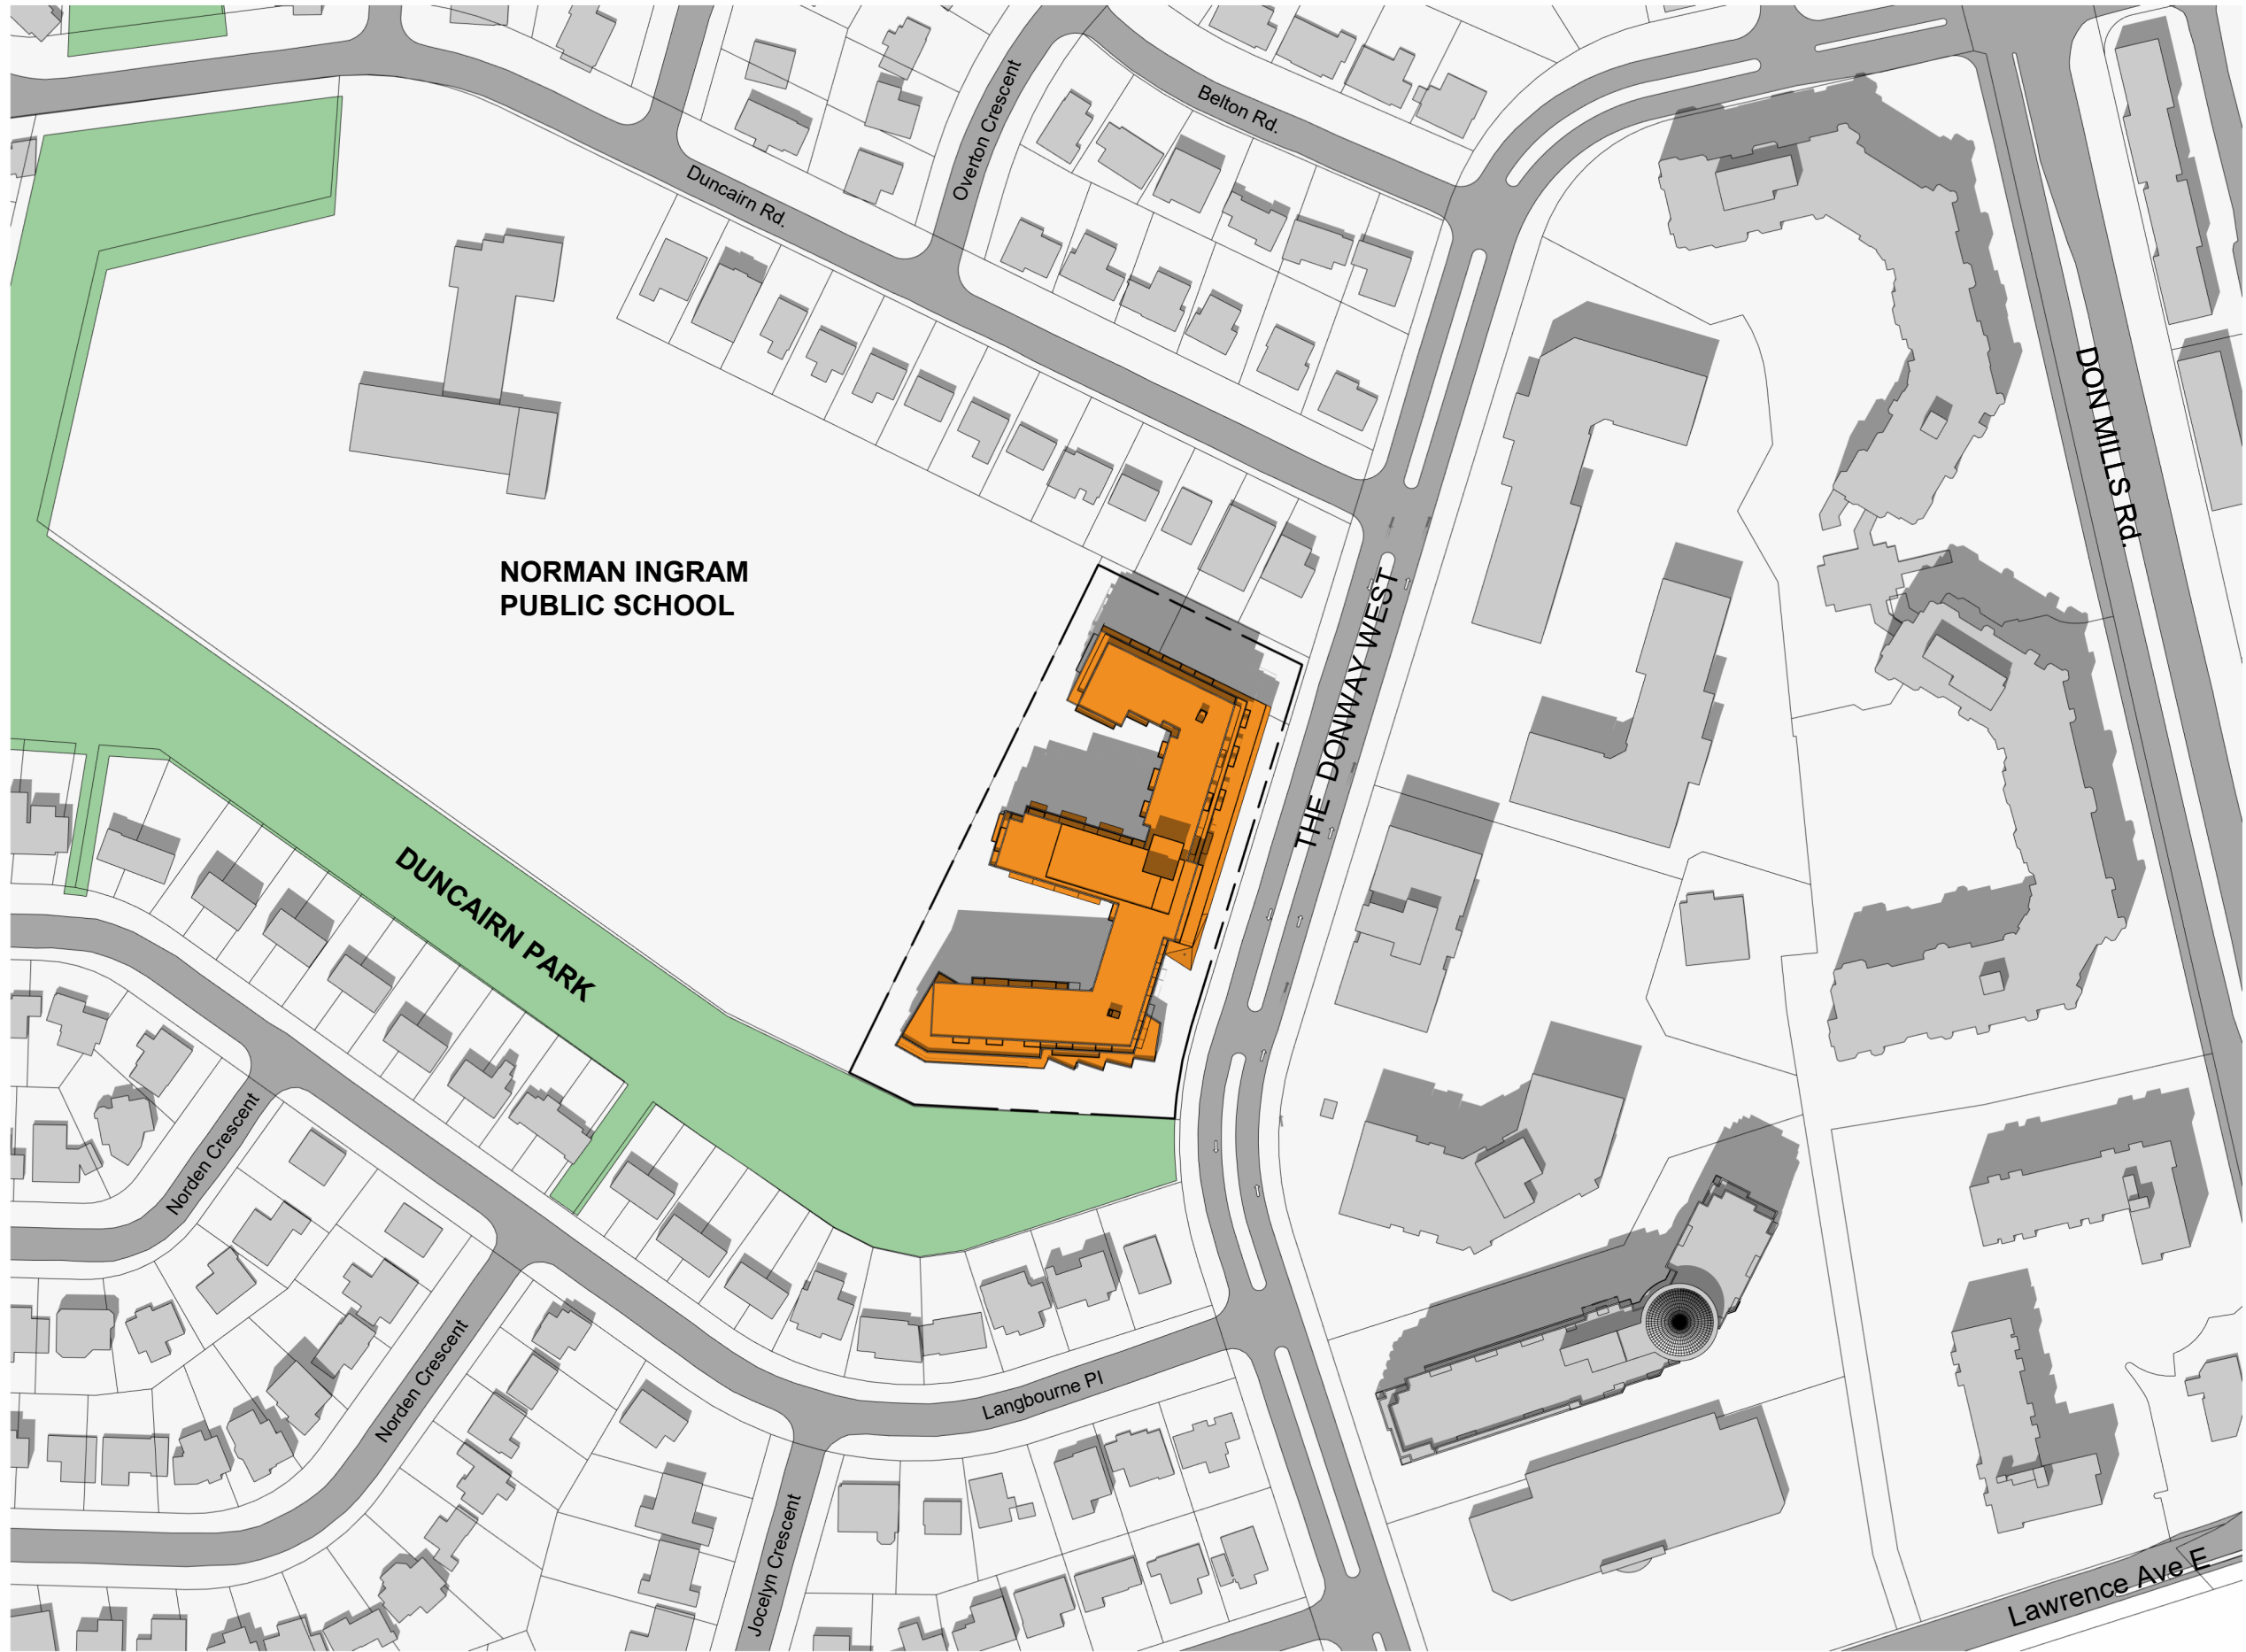 Belton Rd.
Overton Crescent
Duncairn Rd.
DON MILLS Rd.
NORMAN INGRAM
PUBLIC SCHOOL
THE DONWAY WEST
DUNCAIRN PARK
Norden Crescent
Norden Crescent
Langbourne Pl
Jocelyn Crescent
Lawrence Ave E